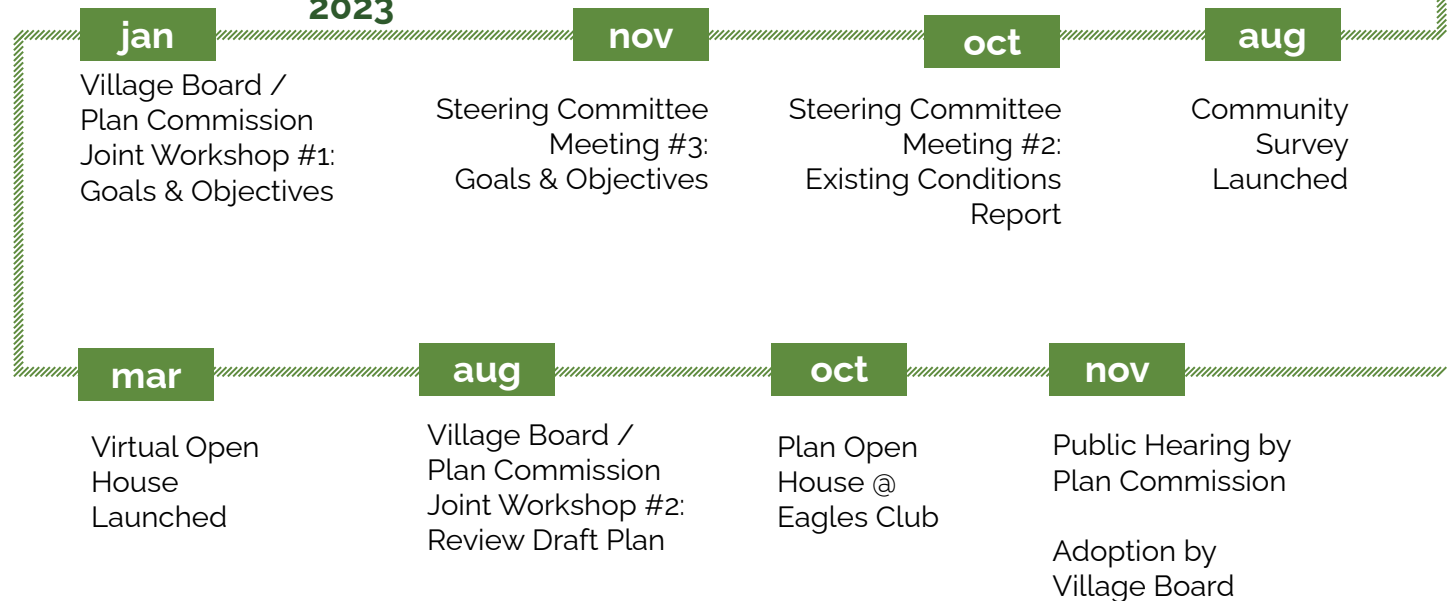 2023
jan
Village Board /
Plan Commission
Joint Workshop #1:
Goals & Objectives
nov
Steering Committee
Meeting #3:
Goals & Objectives
oct
Steering Committee
Meeting #2:
Existing Conditions
Report
aug
Community
Survey
Launched
mar
Virtual Open
House
Launched
aug
Village Board /
Plan Commission
Joint Workshop #2:
Review Draft Plan
oct
Plan Open
House @
Eagles Club
nov
Public Hearing by
Plan Commission
Adoption by
Village Board